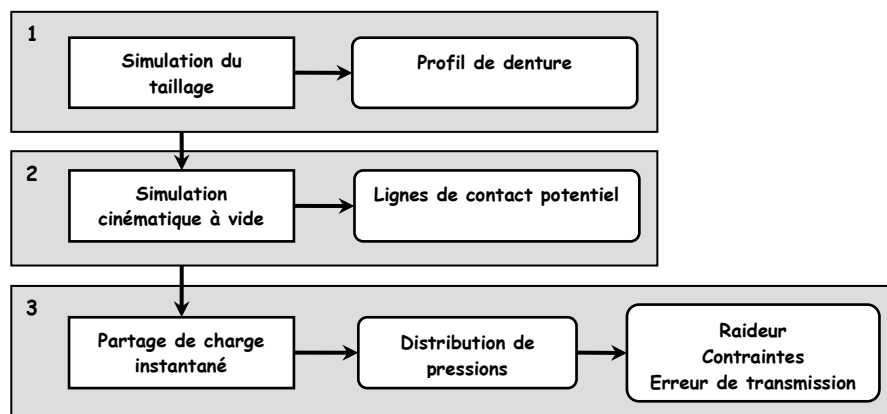 1
Simulation du
taillage
Profil de denture
2
Simulation
cinématique à vide
Lignes de contact potentiel
3
Partage de charge
instantané
Distribution de
pressions
Raideur
Contraintes
Erreur de transmission